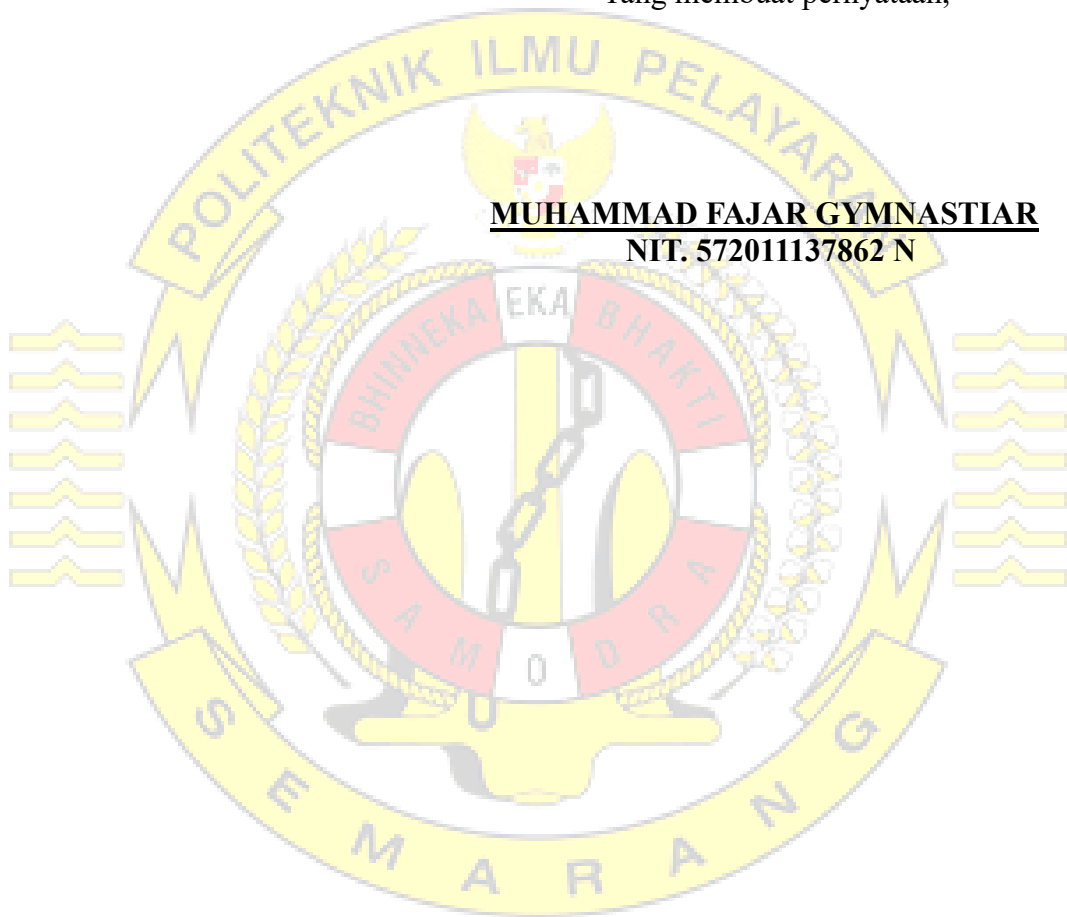 Yang membuat pernyataan,
POLITEKNIK ILMU PELAYARAN
MUHAMMAD FAJAR GYMNASTIAR
NIT. 572011137862 N
BHINNEKA EKA BHAKTI
SAMODRA
SEMARANG